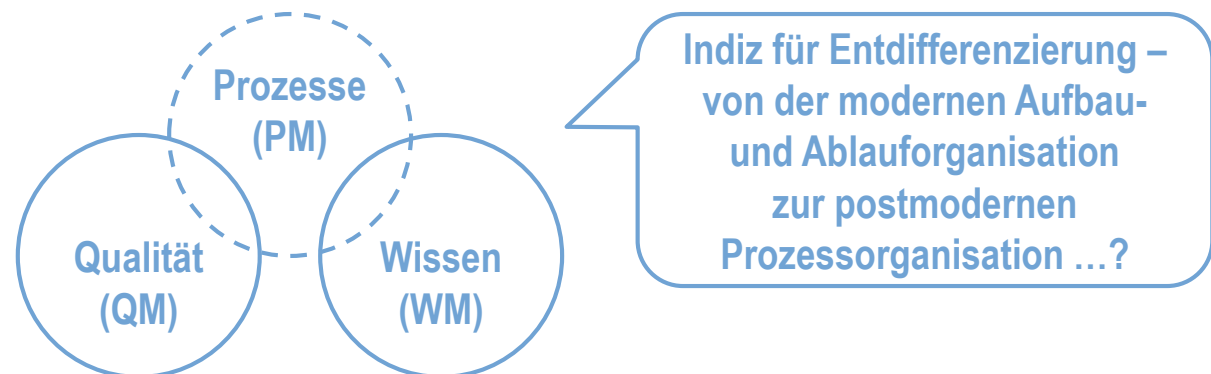 Prozesse
(PM)
Qualität
(QM)
Wissen
(WM)
Indiz für Entdifferenzierung –
von der modernen Aufbau-
und Ablauforganisation
zur postmodernen
Prozessorganisation …?